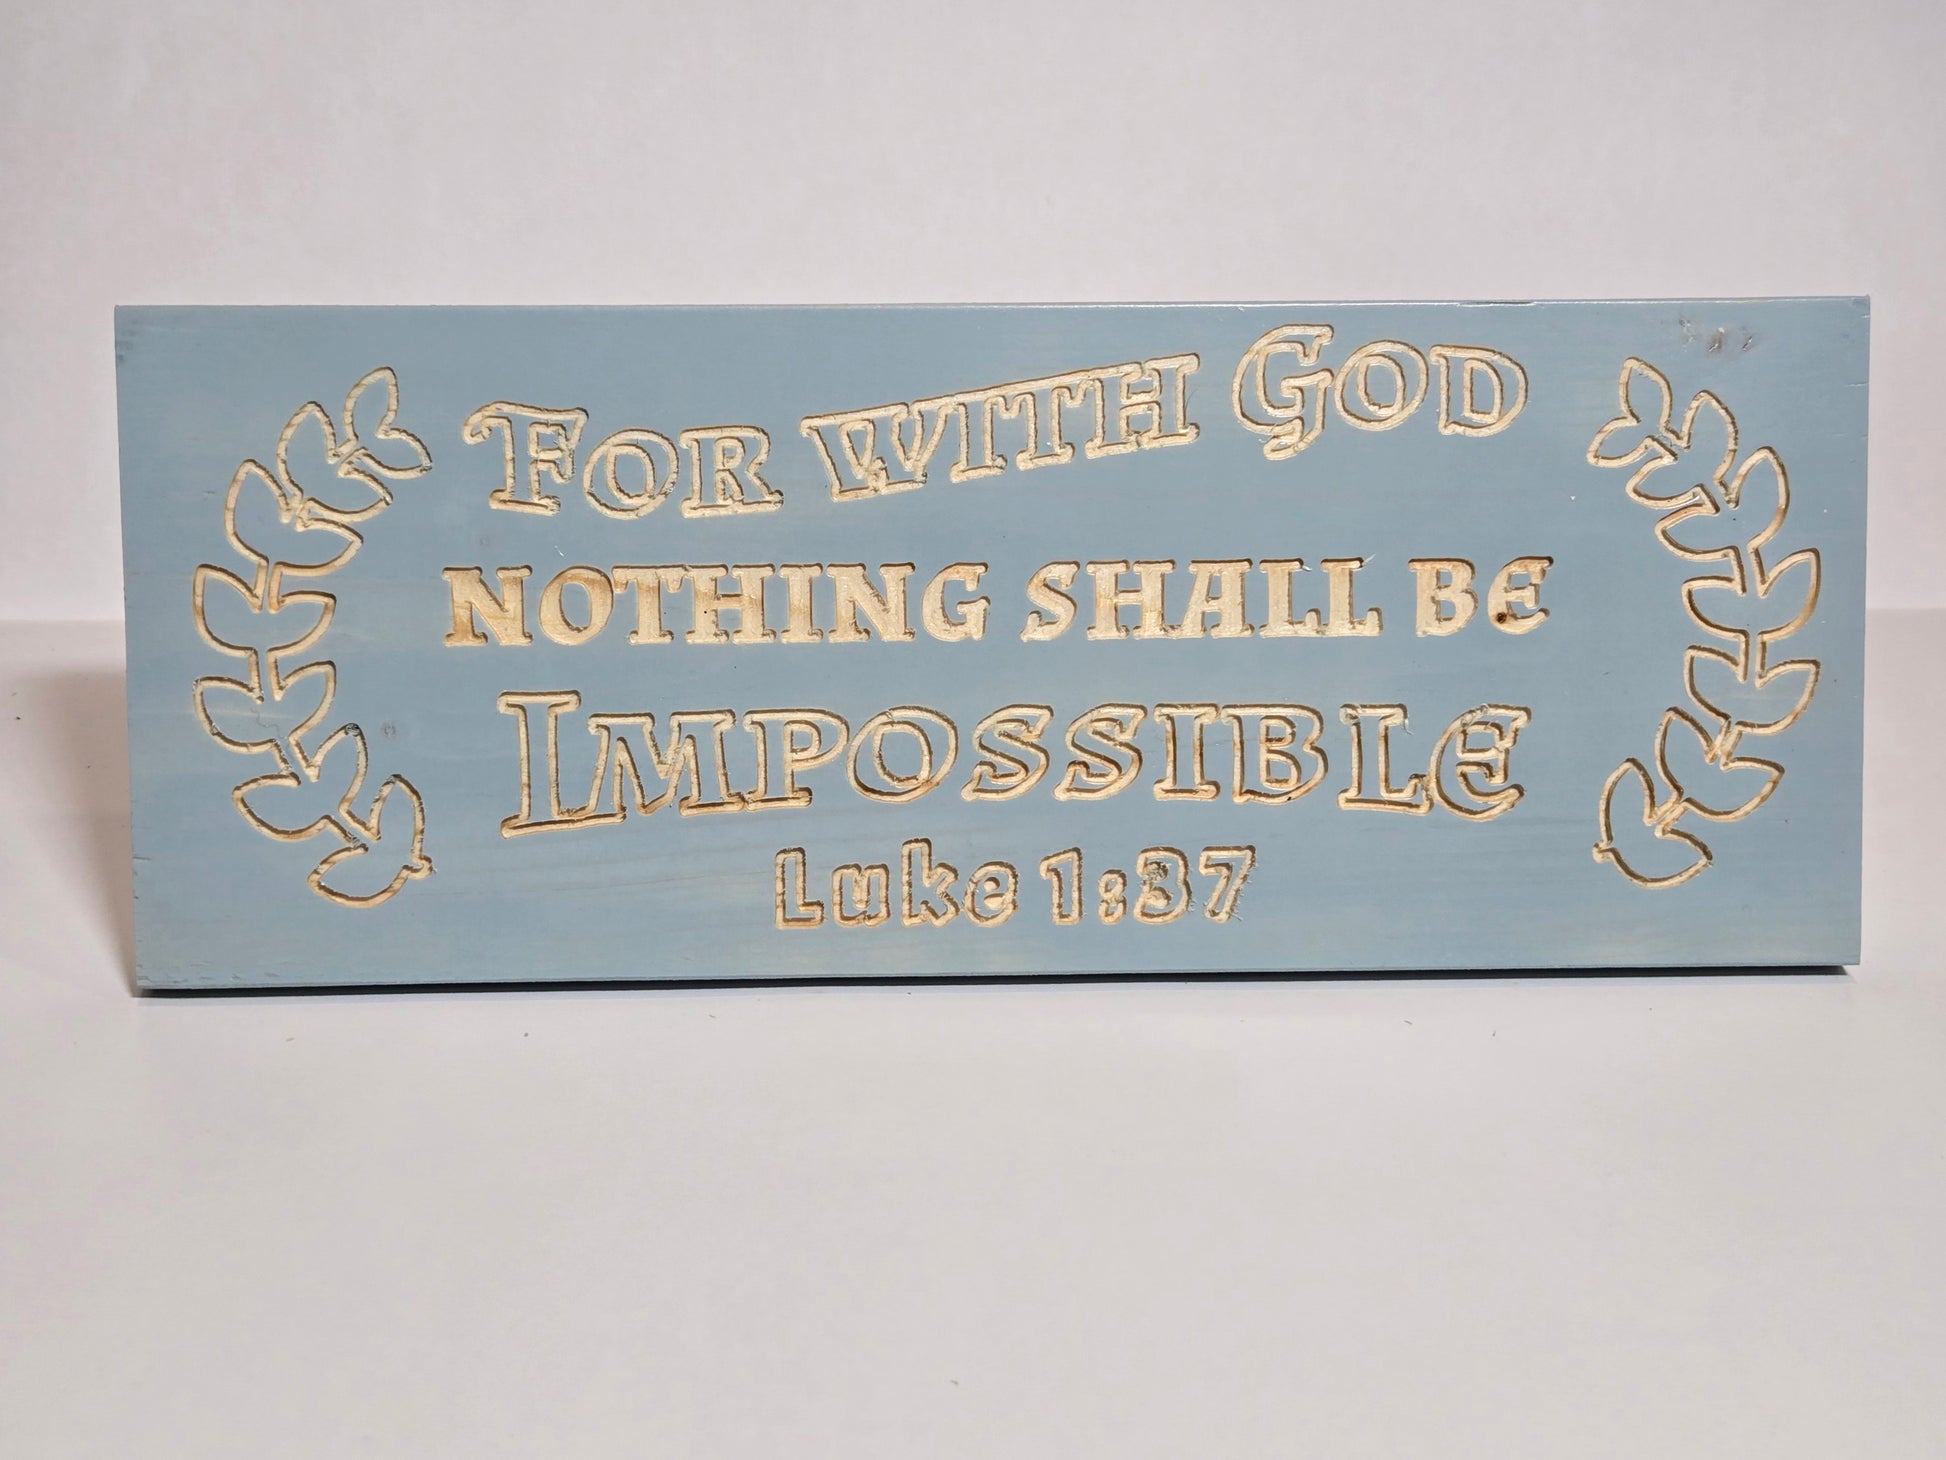 For with God
nothing shall be
Impossible
Luke 1:37